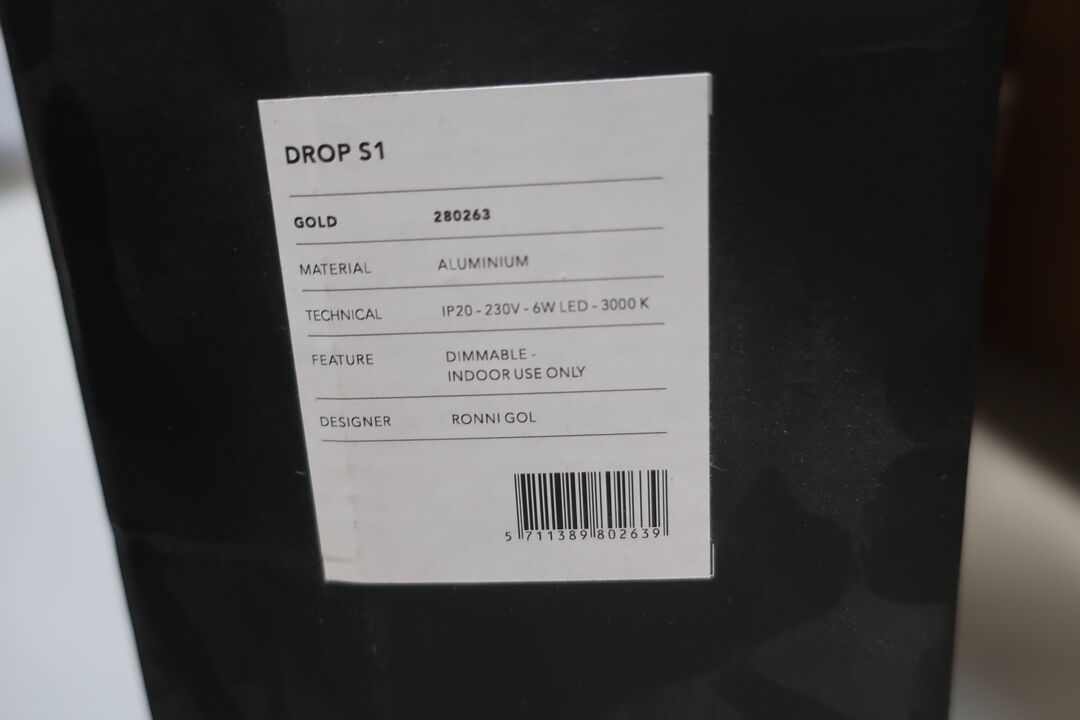 DROP S1
GOLD 280263
MATERIAL ALUMINIUM
TECHNICAL IP20 - 230V - 6W LED - 3000 K
FEATURE DIMMABLE -
INDOOR USE ONLY
DESIGNER RONNI GOL
5 711389 802639